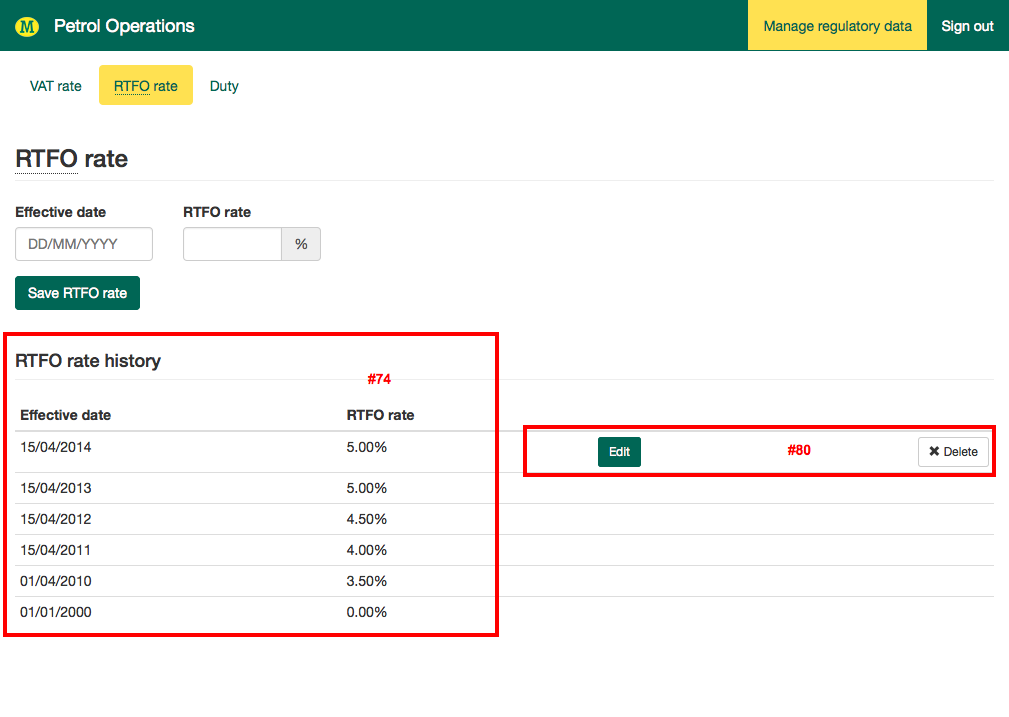 M Petrol Operations Manage regulatory data Sign out
VAT rate RTFO rate Duty
RTFO rate
Effective date RTFO rate
DD/MM/YYYY %
Save RTFO rate
RTFO rate history
#74
Effective date RTFO rate
15/04/2014 5.00% Edit #80 ✖ Delete
15/04/2013 5.00%
15/04/2012 4.50%
15/04/2011 4.00%
01/04/2010 3.50%
01/01/2000 0.00%